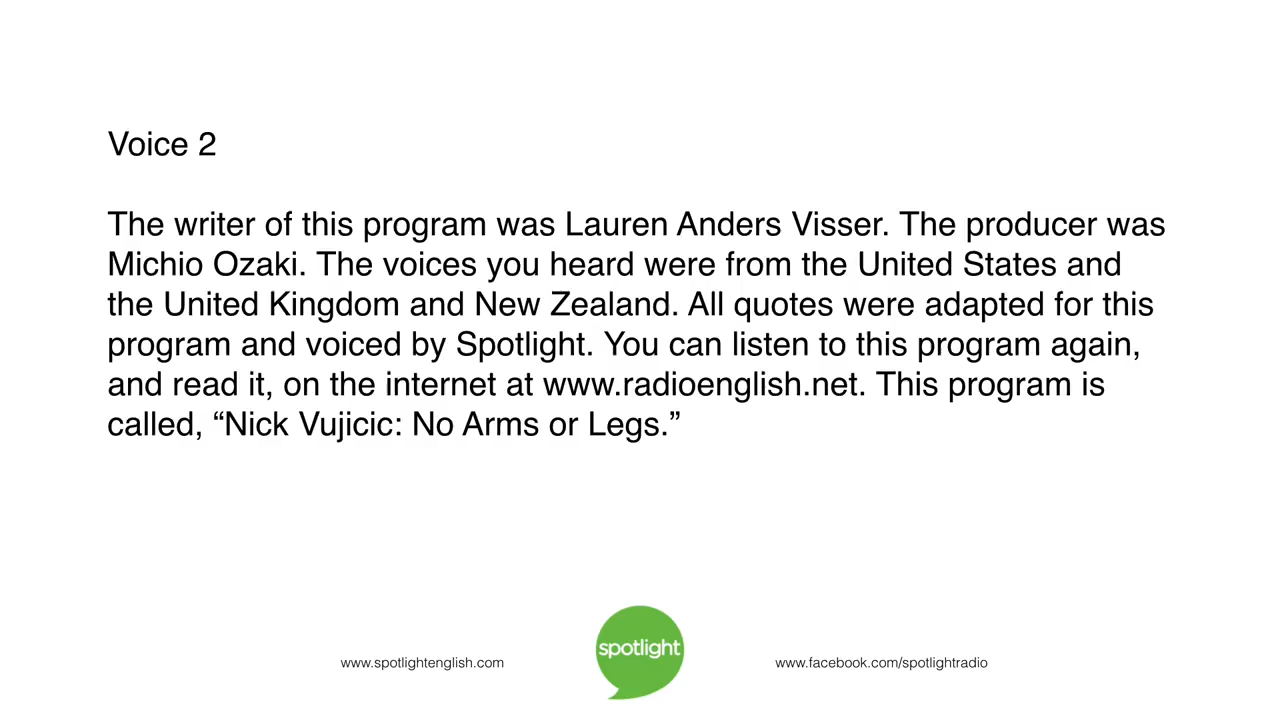 Voice 2
The writer of this program was Lauren Anders Visser. The producer was
Michio Ozaki. The voices you heard were from the United States and
the United Kingdom and New Zealand. All quotes were adapted for this
program and voiced by Spotlight. You can listen to this program again,
and read it, on the internet at www.radioenglish.net. This program is
called, “Nick Vujicic: No Arms or Legs.”
www.spotlightenglish.com
spotlight
www.facebook.com/spotlightradio